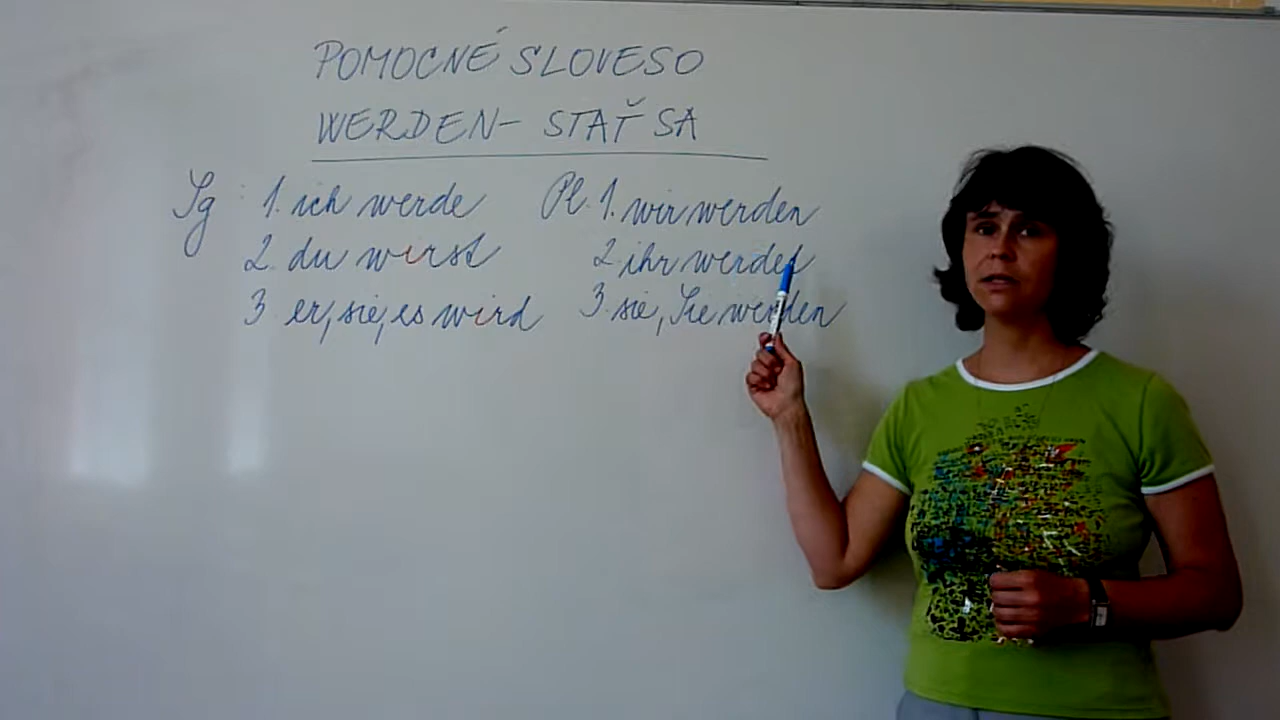 POMOCNÉ SLOVESO
WERDEN - STAŤ SA
Sg: 1. ich werde
2. du wirst
3 er, sie, es wird
Pl. 1. wir werden
2. ihr werdet
3. sie, Sie werden